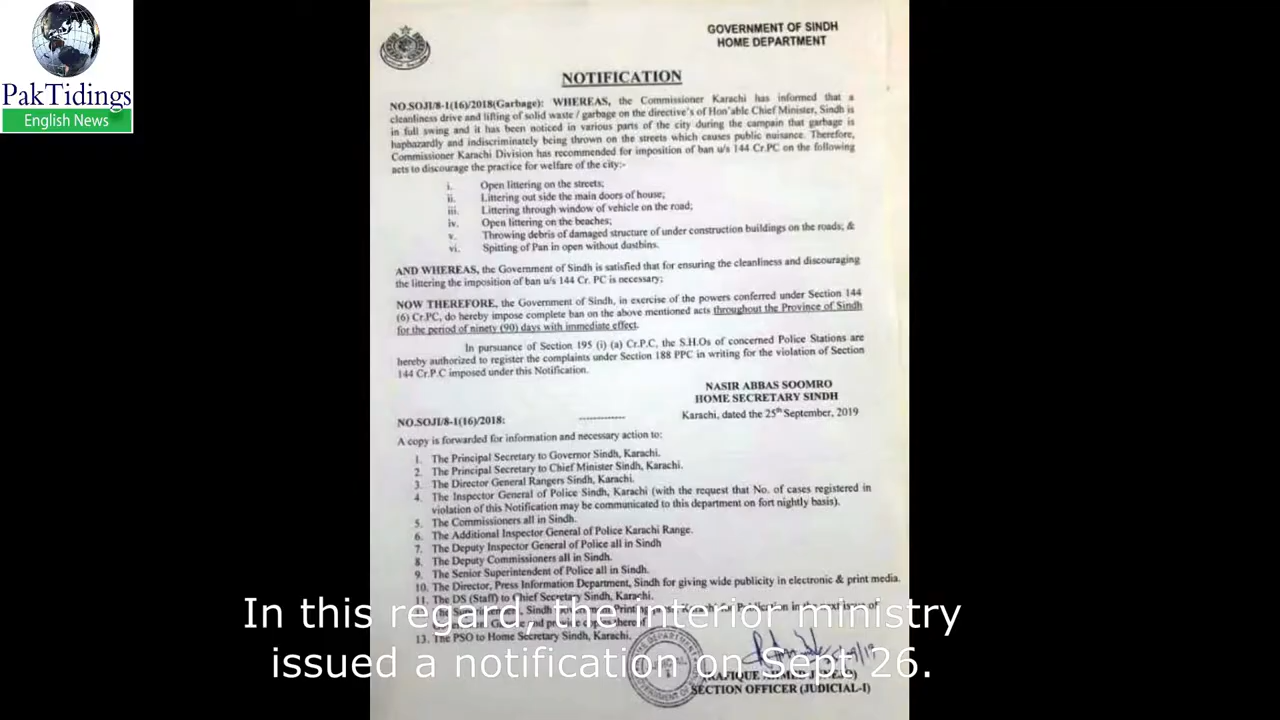 PakTidings
English News
GOVERNMENT OF SINDH
HOME DEPARTMENT
NOTIFICATION
NO.SOJI/8-1(16)/2018(Garbage): WHEREAS, the Commissioner Karachi has informed that a
cleanliness drive and lifting of solid waste / garbage on the directive's of Hon'able Chief Minister, Sindh is
in full swing and it has been noticed in various parts of the city during the campain that garbage is
haphazardly and indiscriminately being thrown on the streets which causes public nuisance. Therefore,
Commissioner Karachi Division has recommended for imposition of ban u/s 144 Cr.PC on the following
acts to discourage the practice for welfare of the city:-
i. Open littering on the streets;
ii. Littering out side the main doors of house;
iii. Littering through window of vehicle on the road;
iv. Open littering on the beaches;
v. Throwing debris of damaged structure of under construction buildings on the roads; &
vi. Spitting of Pan in open without dustbins.
AND WHEREAS, the Government of Sindh is satisfied that for ensuring the cleanliness and discouraging
the littering the imposition of ban u/s 144 Cr. PC is necessary;
NOW THEREFORE, the Government of Sindh, in exercise of the powers conferred under Section 144
(6) Cr.PC, do hereby impose complete ban on the above mentioned acts throughout the Province of Sindh
for the period of ninety (90) days with immediate effect.
In pursuance of Section 195 (i) (a) Cr.P.C, the S.H.Os of concerned Police Stations are
hereby authorized to register the complaints under Section 188 PPC in writing for the violation of Section
144 Cr.P.C imposed under this Notification.
NASIR ABBAS SOOMRO
HOME SECRETARY SINDH
NO.SOJI/8-1(16)/2018: ------------- Karachi, dated the 25th September, 2019
A copy is forwarded for information and necessary action to:
1. The Principal Secretary to Governor Sindh, Karachi.
2. The Principal Secretary to Chief Minister Sindh, Karachi.
3. The Director General Rangers Sindh, Karachi.
4. The Inspector General of Police Sindh, Karachi (with the request that No. of cases registered in
violation of this Notification may be communicated to this department on fort nightly basis).
5. The Commissioners all in Sindh.
6. The Additional Inspector General of Police Karachi Range.
7. The Deputy Inspector General of Police all in Sindh
8. The Deputy Commissioners all in Sindh.
9. The Senior Superintendent of Police all in Sindh.
10. The Director, Press Information Department, Sindh for giving wide publicity in electronic & print media.
11. The DS (Staff) to Chief Secretary Sindh, Karachi.
13. The PSO to Home Secretary Sindh, Karachi.
In this regard, the interior ministry
issued a notification on Sept 26.
SECTION OFFICER (JUDICIAL-I)